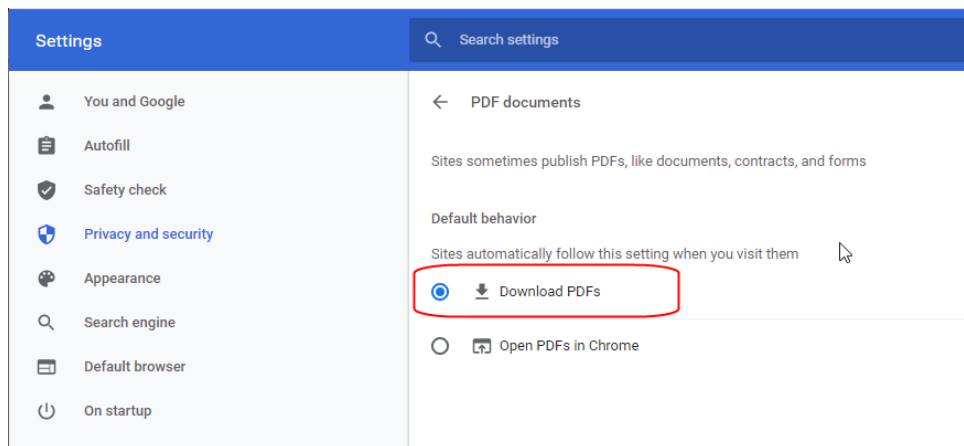 Settings
Search settings
You and Google
Autofill
Safety check
Privacy and security
Appearance
Search engine
Default browser
On startup
PDF documents
Sites sometimes publish PDFs, like documents, contracts, and forms
Default behavior
Sites automatically follow this setting when you visit them
Download PDFs
Open PDFs in Chrome